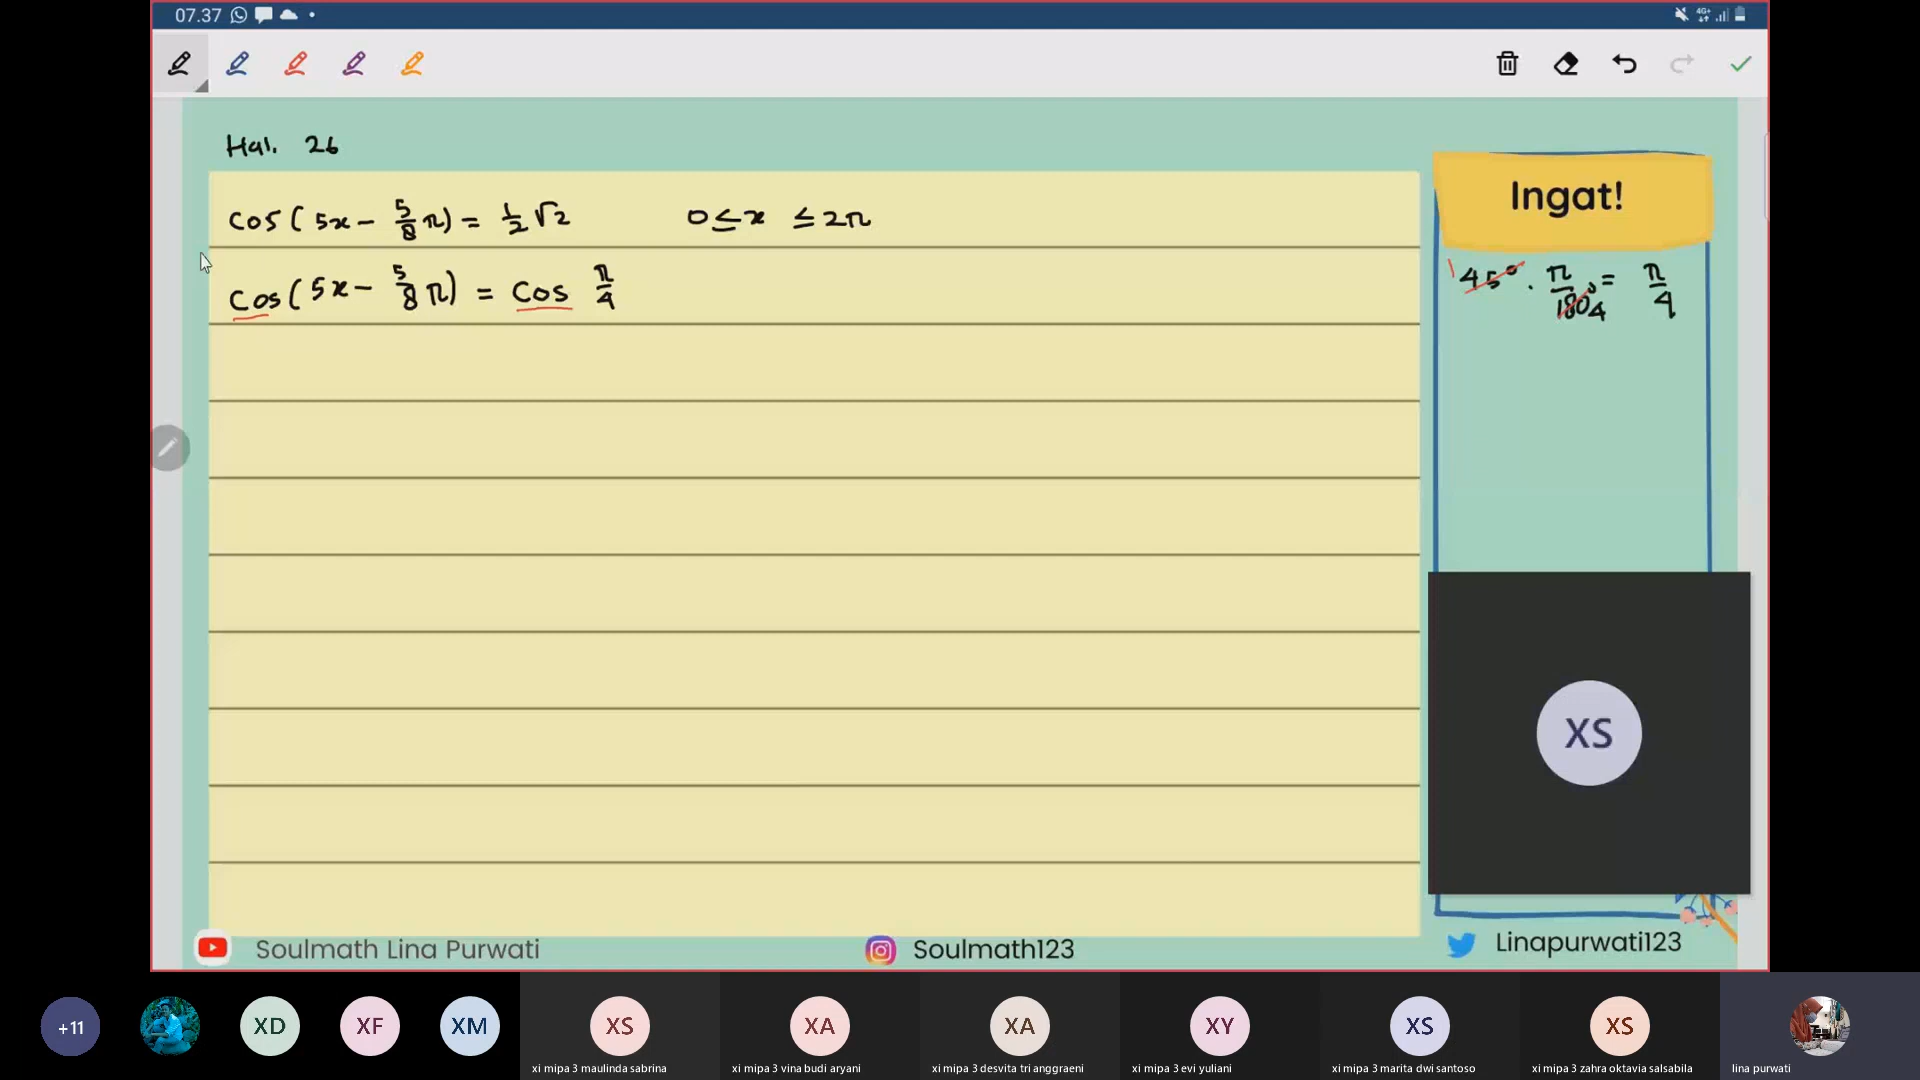 07.37
4G+
Hal. 26
Ingat!
cos(5x − 5/8 π) = 1/2 √2     0 ≤ x ≤ 2π
Cos(5x − 5/8 π) = Cos π/4
1 45° . π/180° 4 = π/4
XS
Soulmath Lina Purwati
Soulmath123
Linapurwati123
+11
XD
XF
XM
XS
XA
XA
XY
XS
XS
xi mipa 3 maulinda sabrina
xi mipa 3 vina budi aryani
xi mipa 3 desvita tri anggraeni
xi mipa 3 evi yuliani
xi mipa 3 marita dwi santoso
xi mipa 3 zahra oktavia salsabila
lina purwati